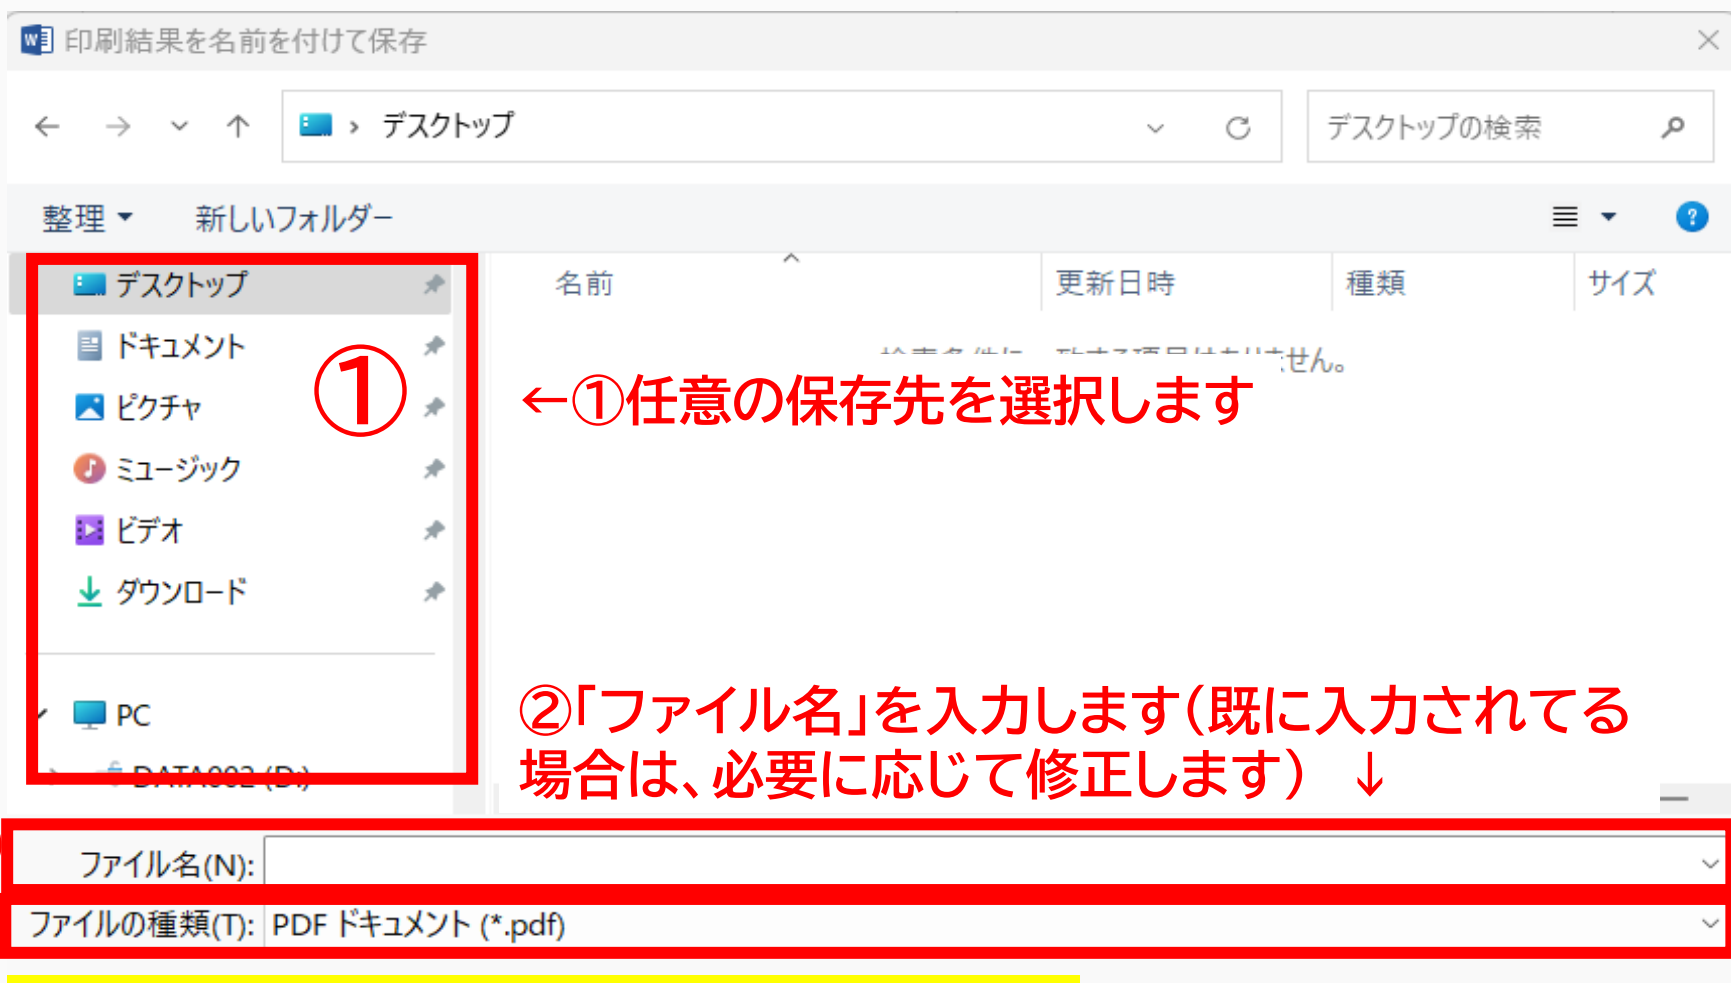 印刷結果を名前を付けて保存
デスクトップ
デスクトップの検索
整理
新しいフォルダー
名前 更新日時 種類 サイズ
デスクトップ
ドキュメント
ピクチャ
ミュージック
ビデオ
ダウンロード
PC
DATA002 (D:)
①
せん。
←①任意の保存先を選択します
②「ファイル名」を入力します(既に入力されてる
場合は、必要に応じて修正します) ↓
ファイル名(N):
ファイルの種類(T): PDF ドキュメント (*.pdf)